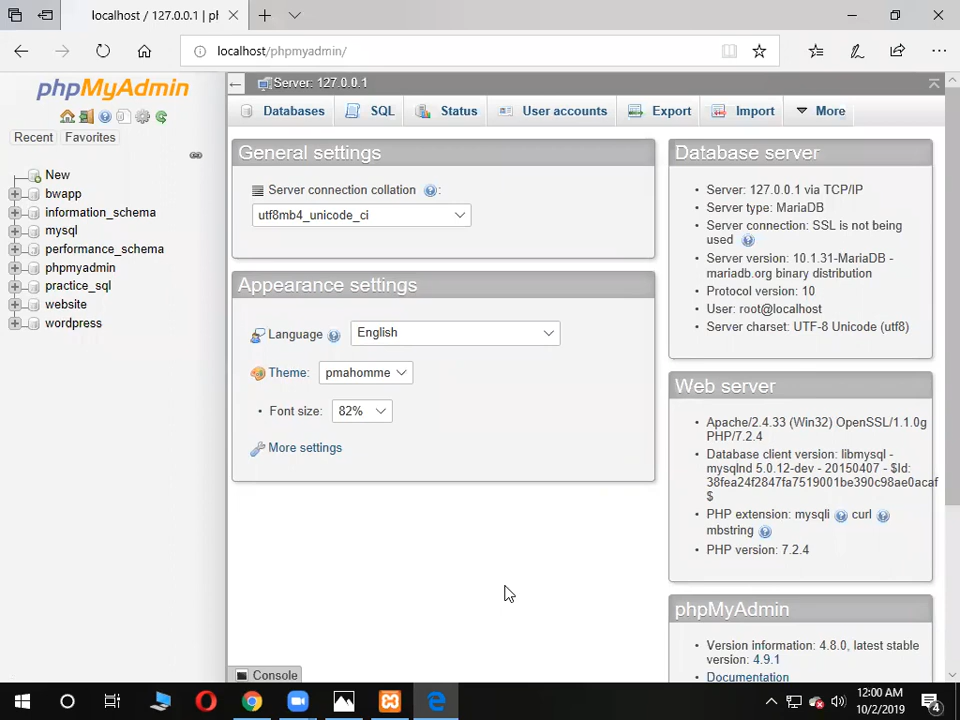 localhost / 127.0.0.1 | pl
localhost/phpmyadmin/
phpMyAdmin
Recent
Favorites
New
bwapp
information_schema
mysql
performance_schema
phpmyadmin
practice_sql
website
wordpress
Server: 127.0.0.1
Databases
SQL
Status
User accounts
Export
Import
More
General settings
Server connection collation :
utf8mb4_unicode_ci
Appearance settings
Language
English
Theme:
pmahomme
• Font size:
82%
More settings
Console
Database server
• Server: 127.0.0.1 via TCP/IP
• Server type: MariaDB
• Server connection: SSL is not being
used
• Server version: 10.1.31-MariaDB -
mariadb.org binary distribution
• Protocol version: 10
• User: root@localhost
• Server charset: UTF-8 Unicode (utf8)
Web server
• Apache/2.4.33 (Win32) OpenSSL/1.1.0g
PHP/7.2.4
• Database client version: libmysql -
mysqlnd 5.0.12-dev - 20150407 - $Id:
38fea24f2847fa7519001be390c98ae0acaf
$
• PHP extension: mysqli curl
mbstring
• PHP version: 7.2.4
phpMyAdmin
• Version information: 4.8.0, latest stable
version: 4.9.1
• Documentation
12:00 AM
10/2/2019
4